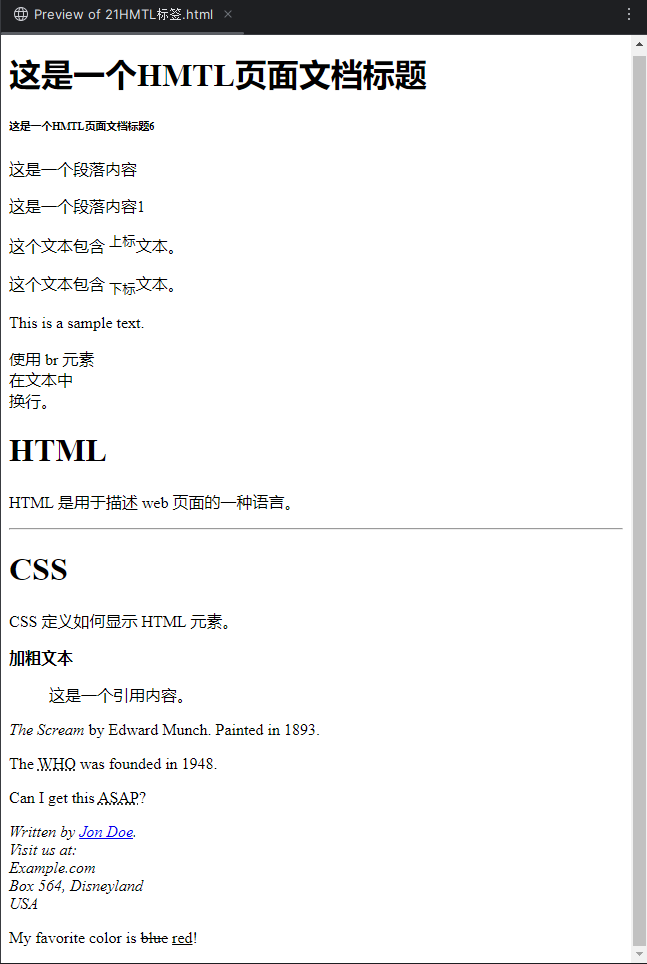 Preview of 21HMTL标签.html
这是一个HMTL页面文档标题
这是一个HMTL页面文档标题6
这是一个段落内容
这是一个段落内容1
这个文本包含 上标文本。
这个文本包含 下标文本。
This is a sample text.
使用 br 元素
在文本中
换行。
HTML
HTML 是用于描述 web 页面的一种语言。
CSS
CSS 定义如何显示 HTML 元素。
加粗文本
这是一个引用内容。
The Scream by Edward Munch. Painted in 1893.
The WHO was founded in 1948.
Can I get this ASAP?
Written by Jon Doe.
Visit us at:
Example.com
Box 564, Disneyland
USA
My favorite color is blue red!